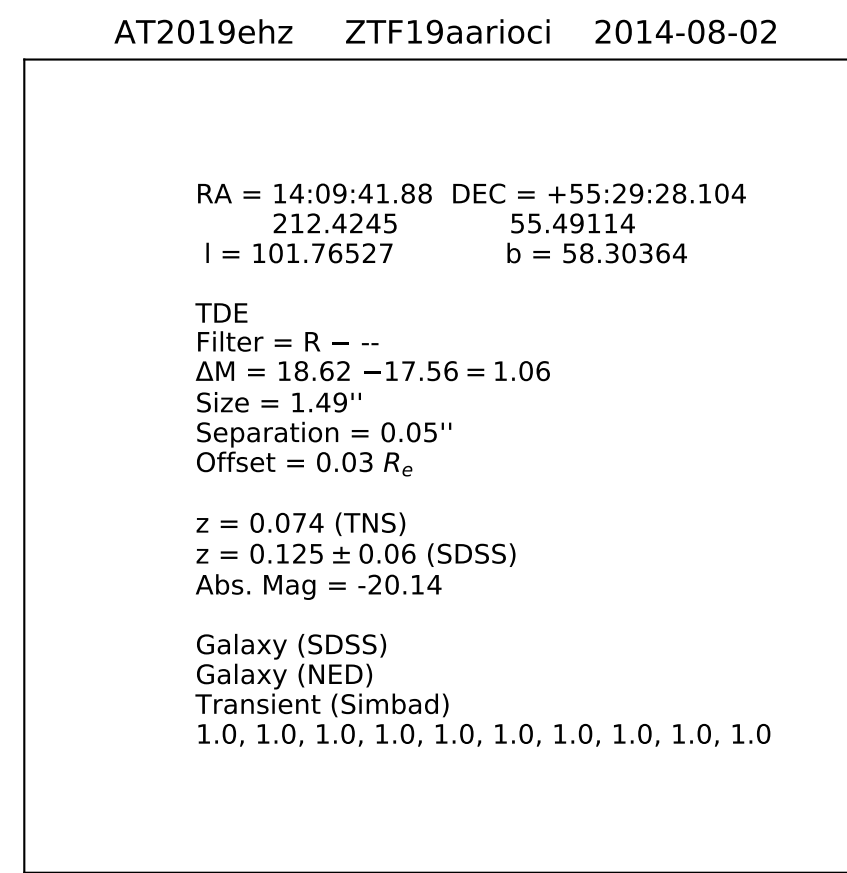 AT2019ehz ZTF19aarioci 2014-08-02
RA = 14:09:41.88 DEC = +55:29:28.104
212.4245 55.49114
l = 101.76527 b = 58.30364
TDE
Filter = R − --
ΔM = 18.62 −17.56 = 1.06
Size = 1.49''
Separation = 0.05''
Offset = 0.03 Rₑ
z = 0.074 (TNS)
z = 0.125 ± 0.06 (SDSS)
Abs. Mag = -20.14
Galaxy (SDSS)
Galaxy (NED)
Transient (Simbad)
1.0, 1.0, 1.0, 1.0, 1.0, 1.0, 1.0, 1.0, 1.0, 1.0